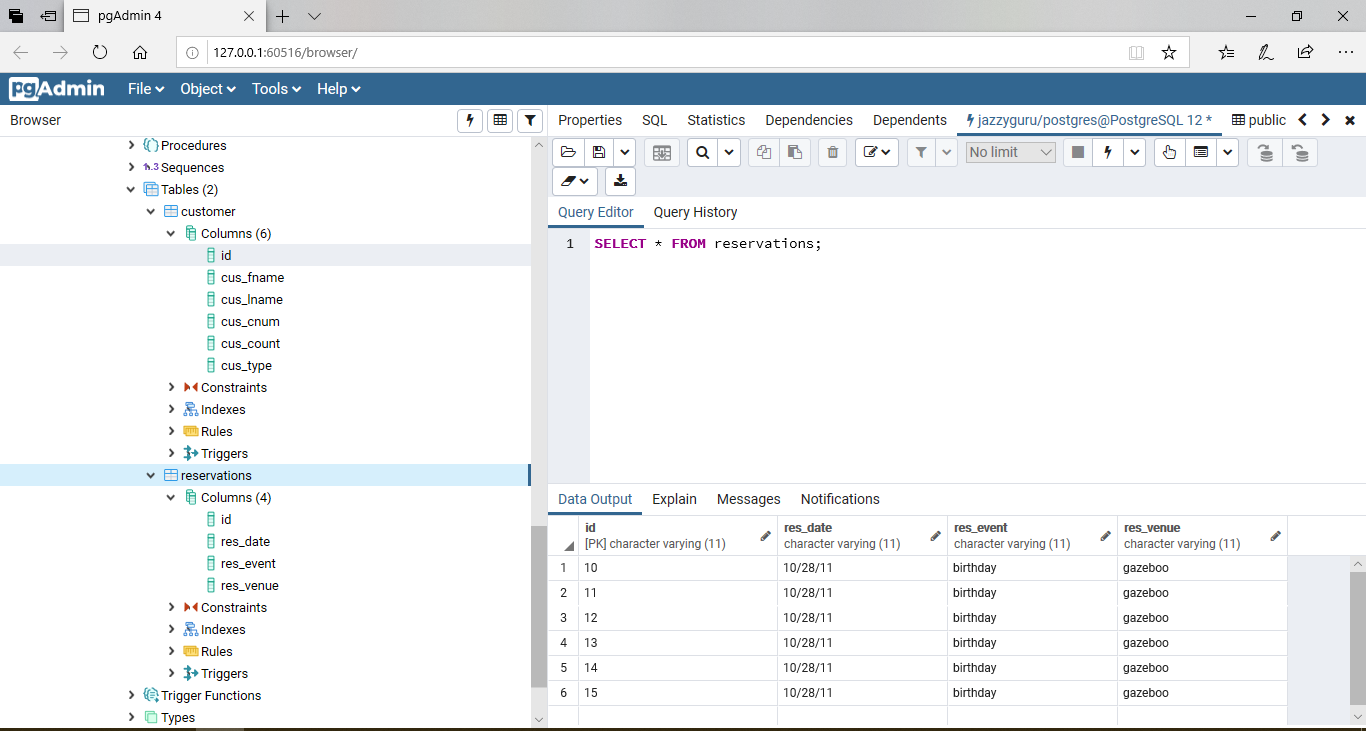 pgAdmin 4
127.0.0.1:60516/browser/
pgAdmin File Object Tools Help
Browser
Properties SQL Statistics Dependencies Dependents jazzyguru/postgres@PostgreSQL 12 * public
Procedures
1..3 Sequences
Tables (2)
customer
Columns (6)
id
cus_fname
cus_lname
cus_cnum
cus_count
cus_type
Constraints
Indexes
Rules
Triggers
reservations
Columns (4)
id
res_date
res_event
res_venue
Constraints
Indexes
Rules
Triggers
Trigger Functions
Types
No limit
Query Editor Query History
1 SELECT * FROM reservations;
Data Output Explain Messages Notifications
id res_date res_event res_venue
[PK] character varying (11) character varying (11) character varying (11) character varying (11)
1 10 10/28/11 birthday gazeboo
2 11 10/28/11 birthday gazeboo
3 12 10/28/11 birthday gazeboo
4 13 10/28/11 birthday gazeboo
5 14 10/28/11 birthday gazeboo
6 15 10/28/11 birthday gazeboo